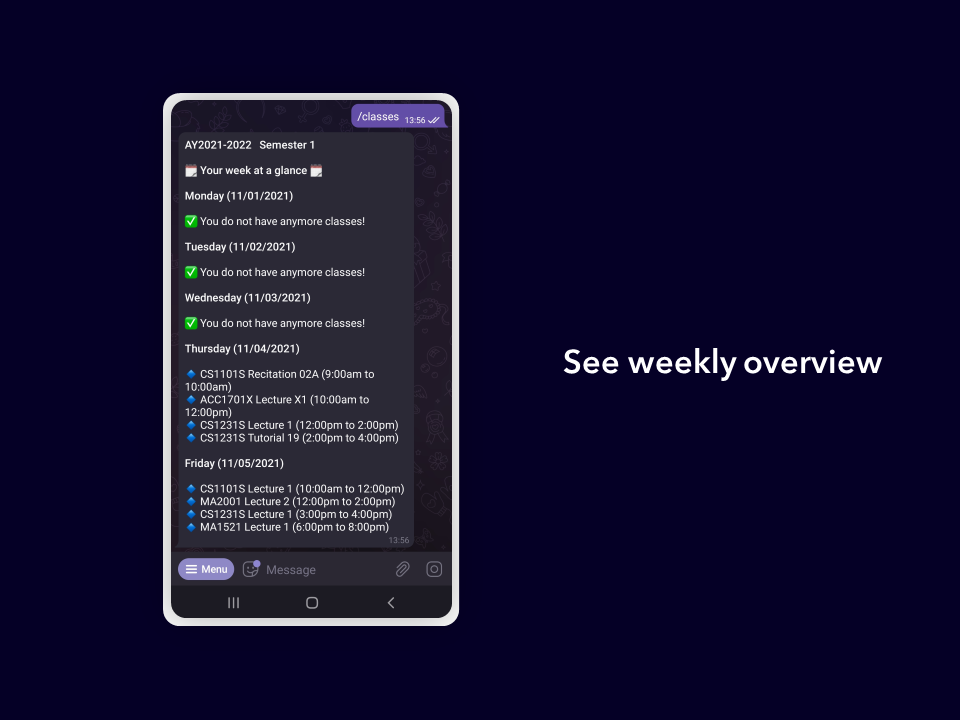 /classes 13:56
AY2021-2022 Semester 1
Your week at a glance
Monday (11/01/2021)
You do not have anymore classes!
Tuesday (11/02/2021)
You do not have anymore classes!
Wednesday (11/03/2021)
You do not have anymore classes!
Thursday (11/04/2021)
CS1101S Recitation 02A (9:00am to
10:00am)
ACC1701X Lecture X1 (10:00am to
12:00pm)
CS1231S Lecture 1 (12:00pm to 2:00pm)
CS1231S Tutorial 19 (2:00pm to 4:00pm)
Friday (11/05/2021)
CS1101S Lecture 1 (10:00am to 12:00pm)
MA2001 Lecture 2 (12:00pm to 2:00pm)
CS1231S Lecture 1 (3:00pm to 4:00pm)
MA1521 Lecture 1 (6:00pm to 8:00pm)
13:56
Menu
Message
See weekly overview